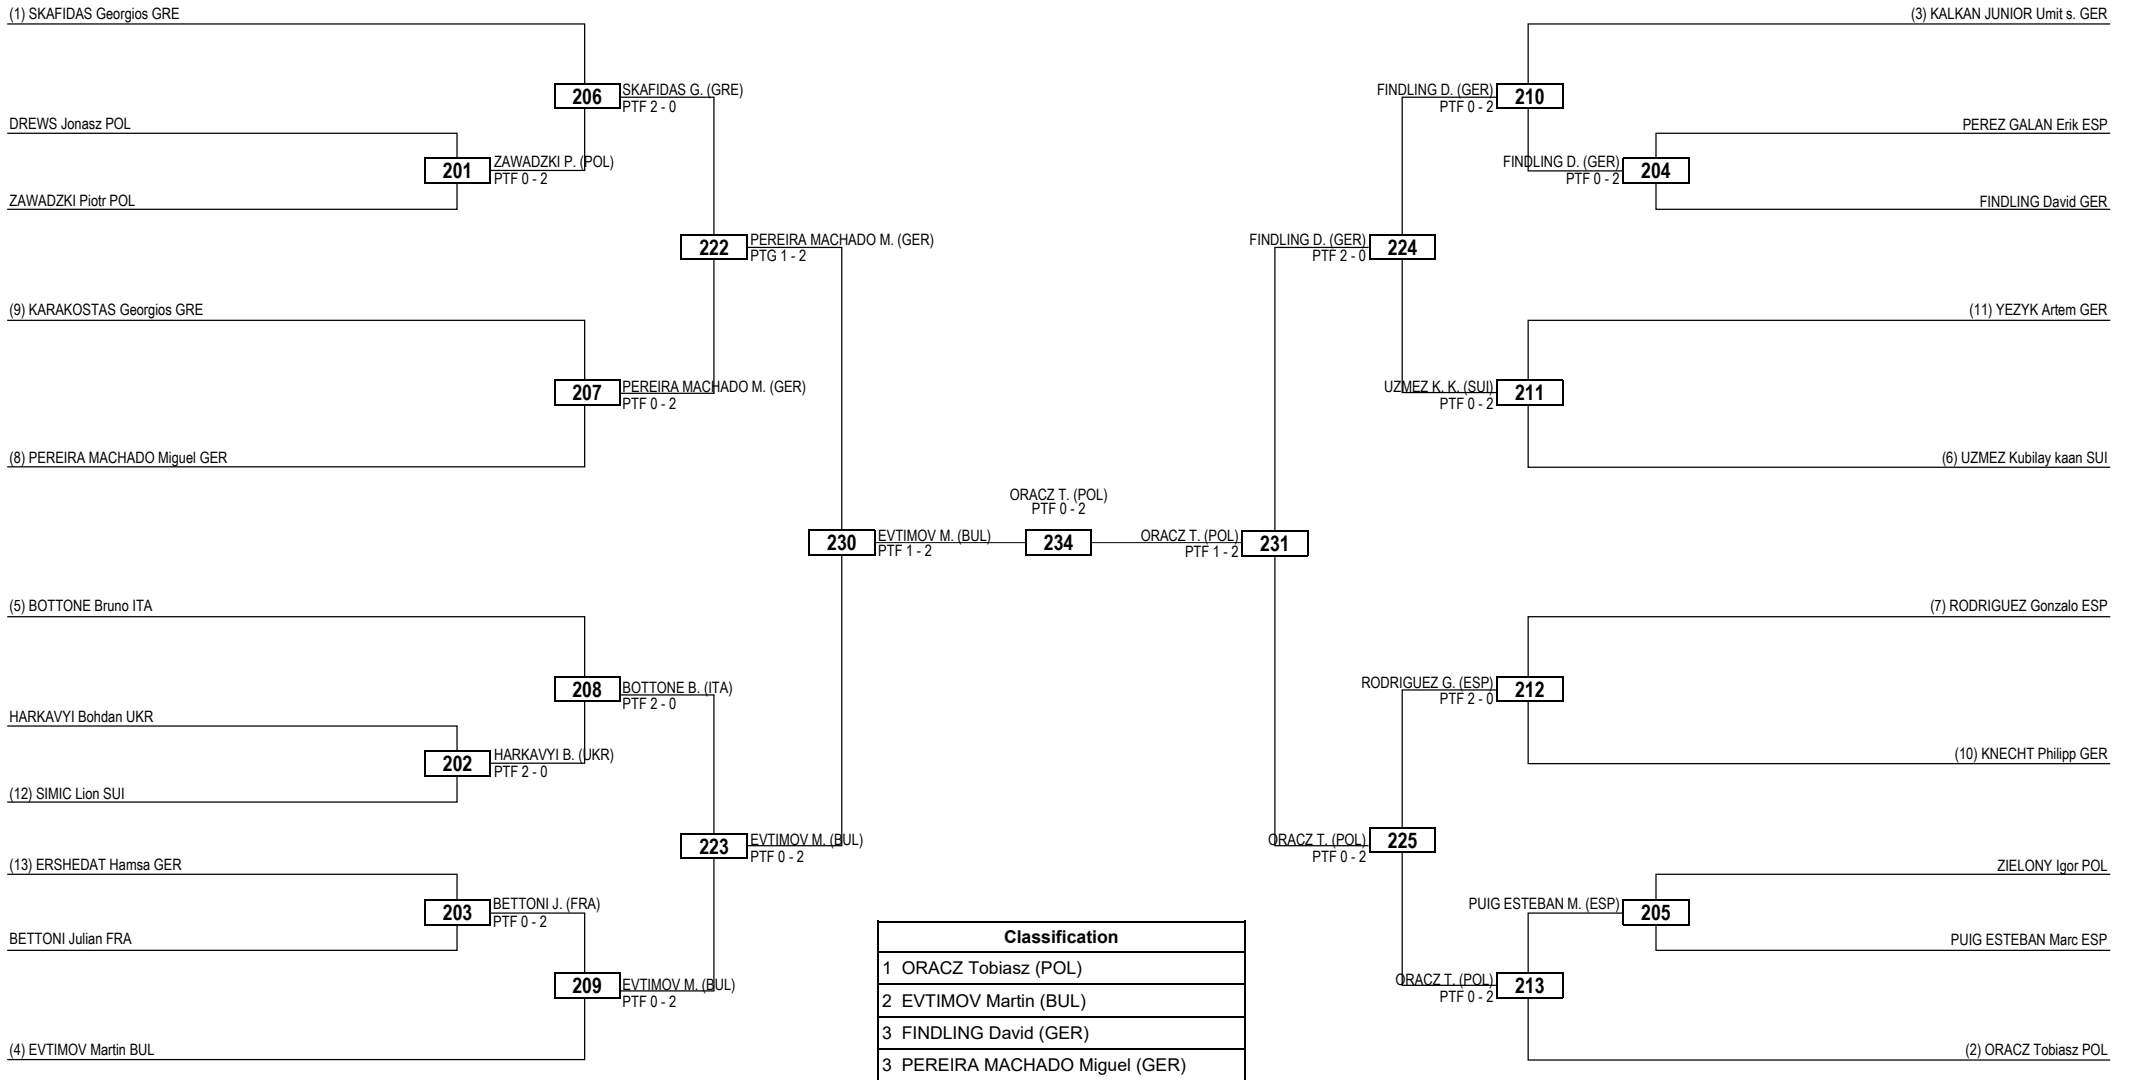 (1) SKAFIDAS Georgios GRE
(3) KALKAN JUNIOR Umit s. GER
206
SKAFIDAS G. (GRE)
PTF 2 - 0
FINDLING D. (GER)
PTF 0 - 2
210
DREWS Jonasz POL
PEREZ GALAN Erik ESP
201
ZAWADZKI P. (POL)
PTF 0 - 2
FINDLING D. (GER)
PTF 0 - 2
204
ZAWADZKI Piotr POL
FINDLING David GER
222
PEREIRA MACHADO M. (GER)
PTG 1 - 2
FINDLING D. (GER)
PTF 2 - 0
224
(9) KARAKOSTAS Georgios GRE
(11) YEZYK Artem GER
207
PEREIRA MACHADO M. (GER)
PTF 0 - 2
UZMEZ K. K. (SUI)
PTF 0 - 2
211
(8) PEREIRA MACHADO Miguel GER
(6) UZMEZ Kubilay kaan SUI
ORACZ T. (POL)
PTF 0 - 2
230
EVTIMOV M. (BUL)
PTF 1 - 2
234
ORACZ T. (POL)
PTF 1 - 2
231
(5) BOTTONE Bruno ITA
(7) RODRIGUEZ Gonzalo ESP
208
BOTTONE B. (ITA)
PTF 2 - 0
RODRIGUEZ G. (ESP)
PTF 2 - 0
212
HARKAVYI Bohdan UKR
202
HARKAVYI B. (UKR)
PTF 2 - 0
(10) KNECHT Philipp GER
(12) SIMIC Lion SUI
223
EVTIMOV M. (BUL)
PTF 0 - 2
ORACZ T. (POL)
PTF 0 - 2
225
(13) ERSHEDAT Hamsa GER
ZIELONY Igor POL
203
BETTONI J. (FRA)
PTF 0 - 2
PUIG ESTEBAN M. (ESP)
205
BETTONI Julian FRA
PUIG ESTEBAN Marc ESP
209
EVTIMOV M. (BUL)
PTF 0 - 2
ORACZ T. (POL)
PTF 0 - 2
213
(4) EVTIMOV Martin BUL
(2) ORACZ Tobiasz POL
Classification
1 ORACZ Tobiasz (POL)
2 EVTIMOV Martin (BUL)
3 FINDLING David (GER)
3 PEREIRA MACHADO Miguel (GER)